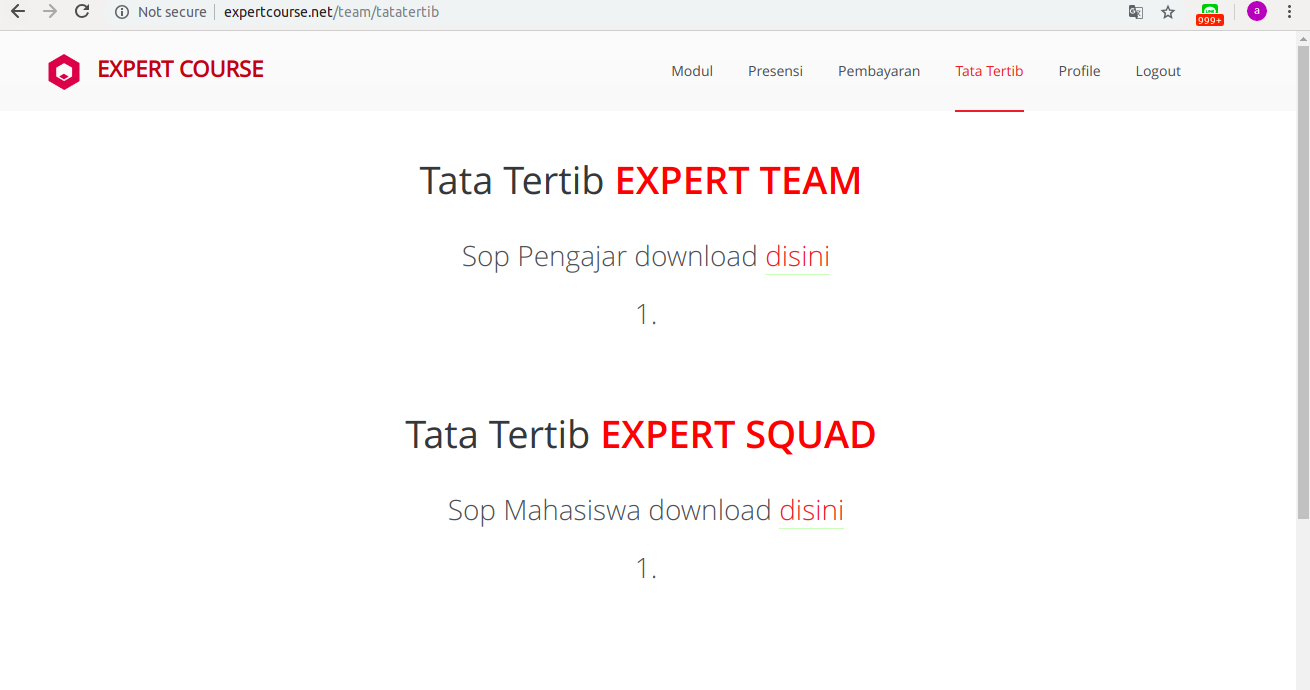 Not secure | expertcourse.net/team/tatatertib
999+
a
EXPERT COURSE
Modul Presensi Pembayaran Tata Tertib Profile Logout
Tata Tertib EXPERT TEAM
Sop Pengajar download disini
1.
Tata Tertib EXPERT SQUAD
Sop Mahasiswa download disini
1.